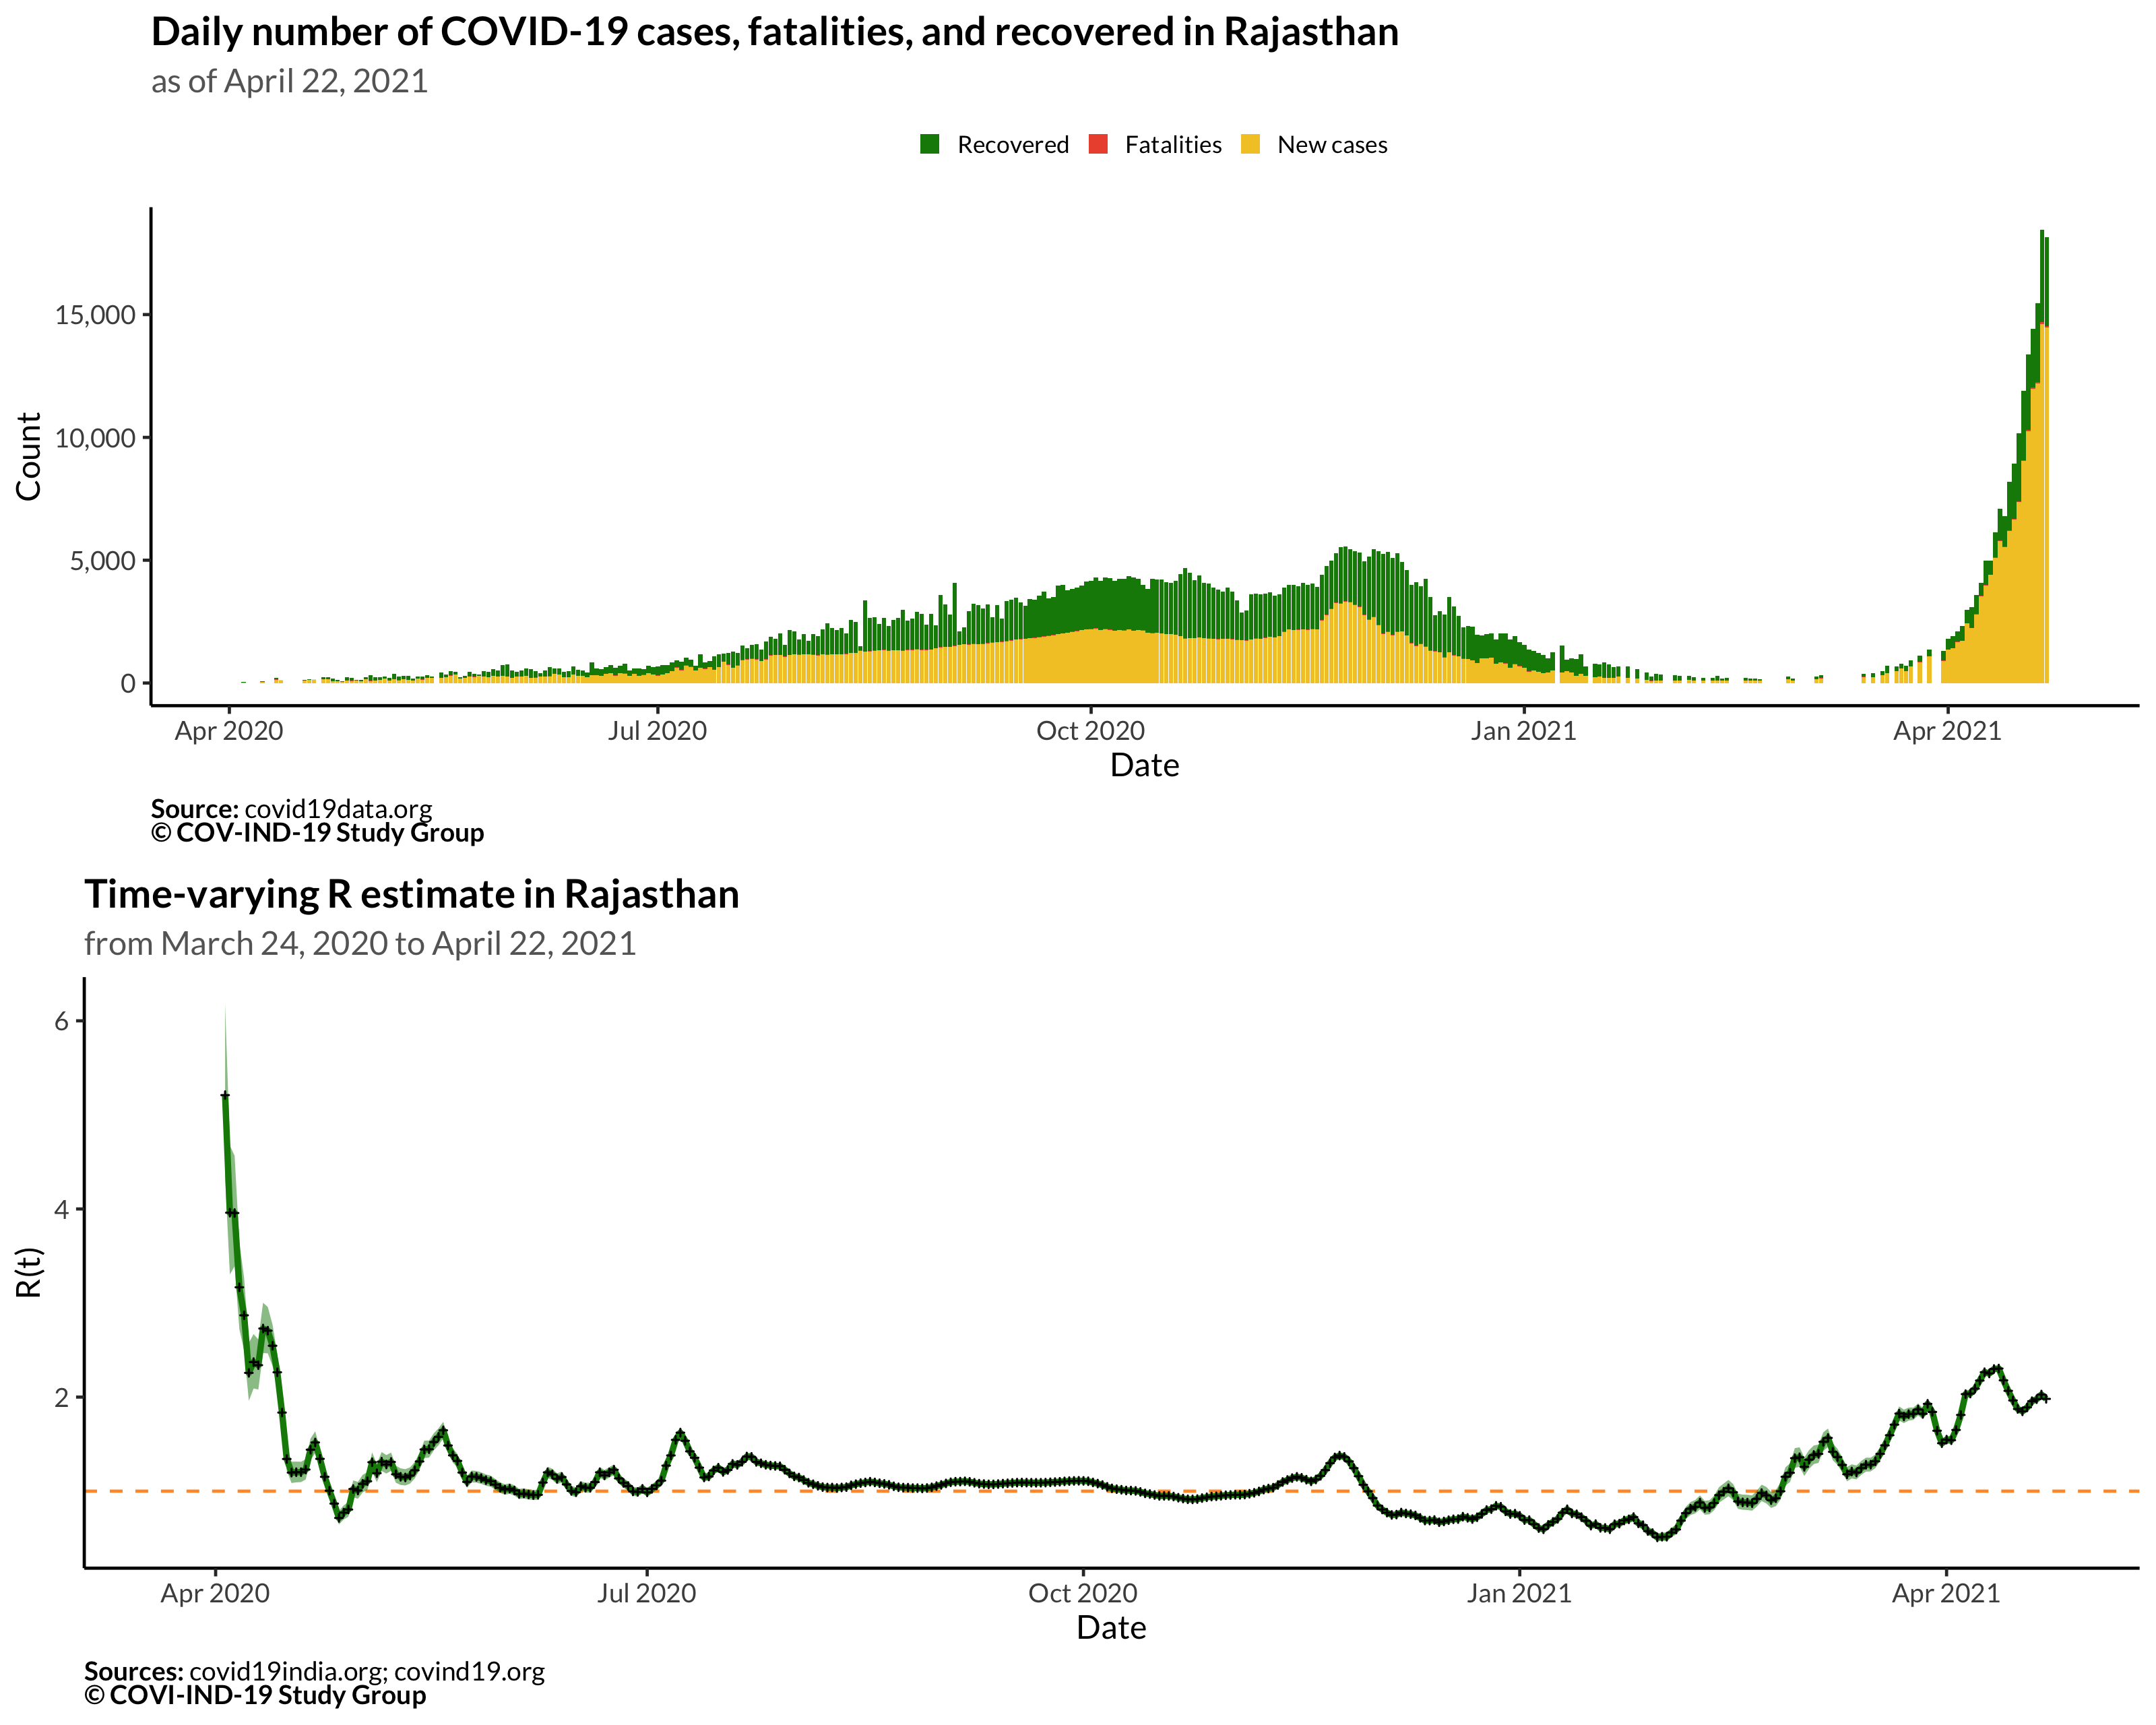 Daily number of COVID-19 cases, fatalities, and recovered in Rajasthan
as of April 22, 2021
Recovered Fatalities New cases
Count
15,000
10,000
5,000
0
Apr 2020 Jul 2020 Oct 2020 Jan 2021 Apr 2021
Date
Source: covid19data.org
© COV-IND-19 Study Group
Time-varying R estimate in Rajasthan
from March 24, 2020 to April 22, 2021
R(t)
6
4
2
Apr 2020 Jul 2020 Oct 2020 Jan 2021 Apr 2021
Date
Sources: covid19india.org; covind19.org
© COVI-IND-19 Study Group